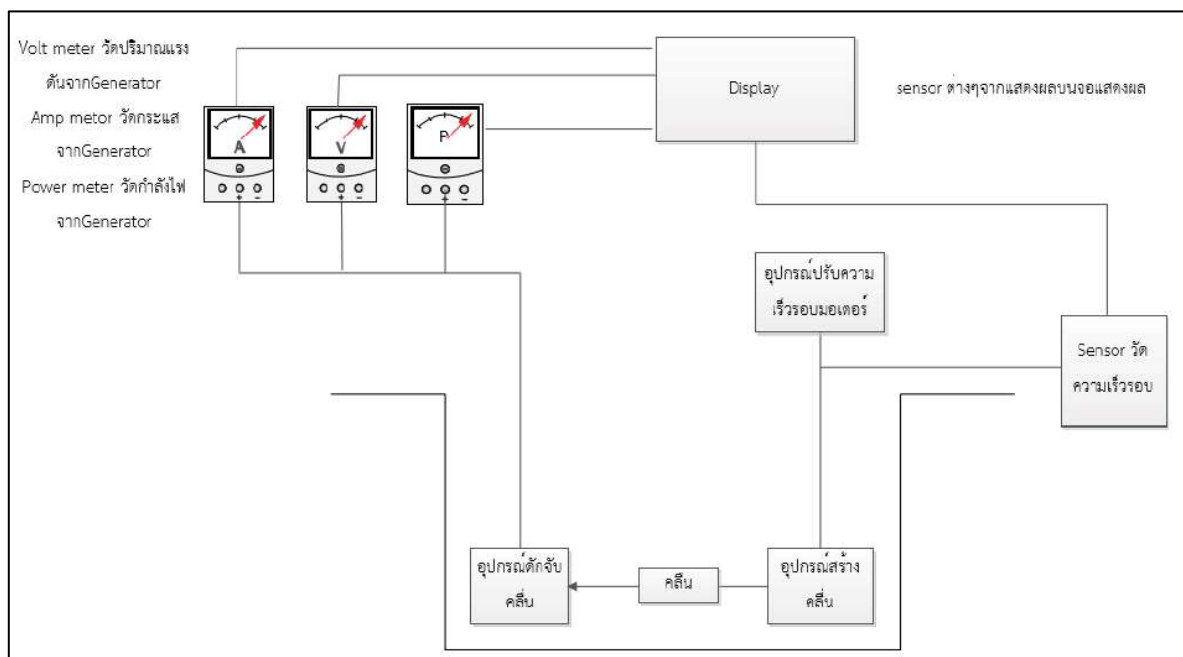 Volt meter วัดปริมาณแรง
ดันจากGenerator
Amp metor วัดกระแส
จากGenerator
Power meter วัดกำลังไฟ
จากGenerator
A
V
P
+ −
+ −
+ −
Display
sensor ต่างๆจากแสดงผลบนจอแสดงผล
อุปกรณ์ปรับความ
เร็วรอบมอเตอร์
Sensor วัด
ความเร็วรอบ
อุปกรณ์ดักจับ
คลื่น
คลืน
อุปกรณ์สร้าง
คลื่น